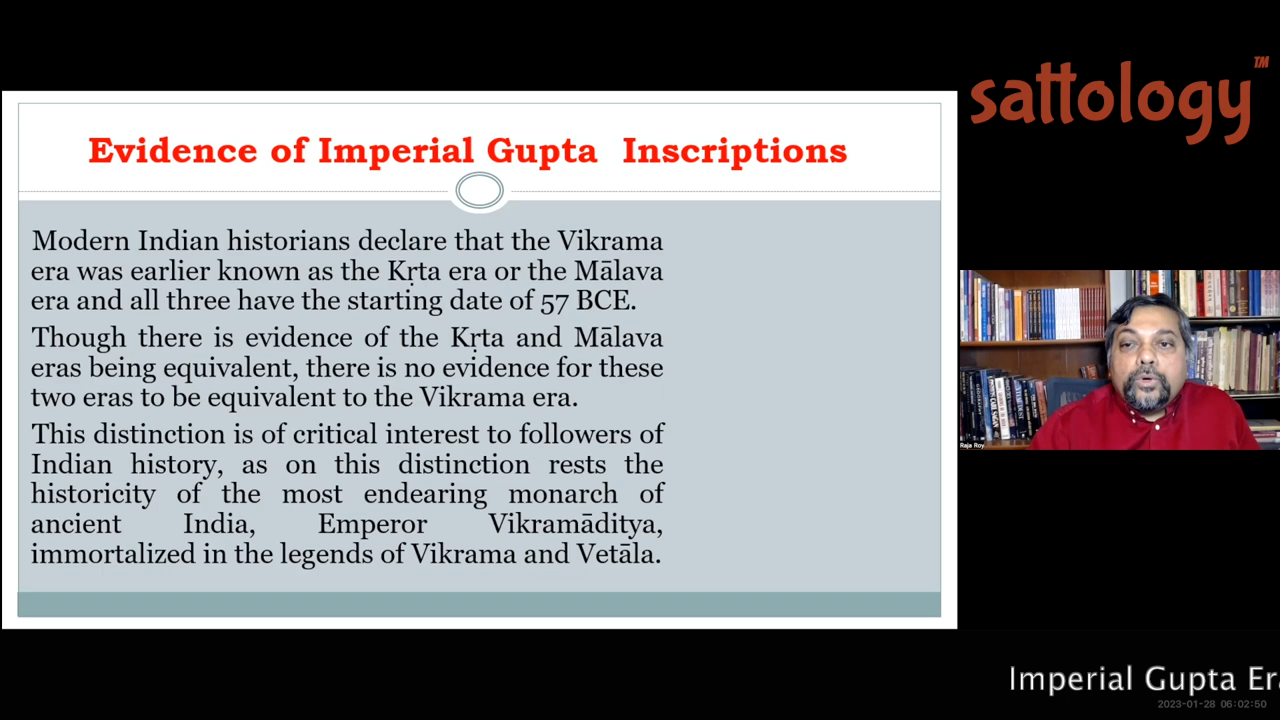 sattology™
Evidence of Imperial Gupta Inscriptions
Modern Indian historians declare that the Vikrama
era was earlier known as the Kṛta era or the Mālava
era and all three have the starting date of 57 BCE.
Though there is evidence of the Kṛta and Mālava
eras being equivalent, there is no evidence for these
two eras to be equivalent to the Vikrama era.
This distinction is of critical interest to followers of
Indian history, as on this distinction rests the
historicity of the most endearing monarch of
ancient India, Emperor Vikramāditya,
immortalized in the legends of Vikrama and Vetāla.
Raja Roy
Imperial Gupta Er
2023-01-28 06:02:50